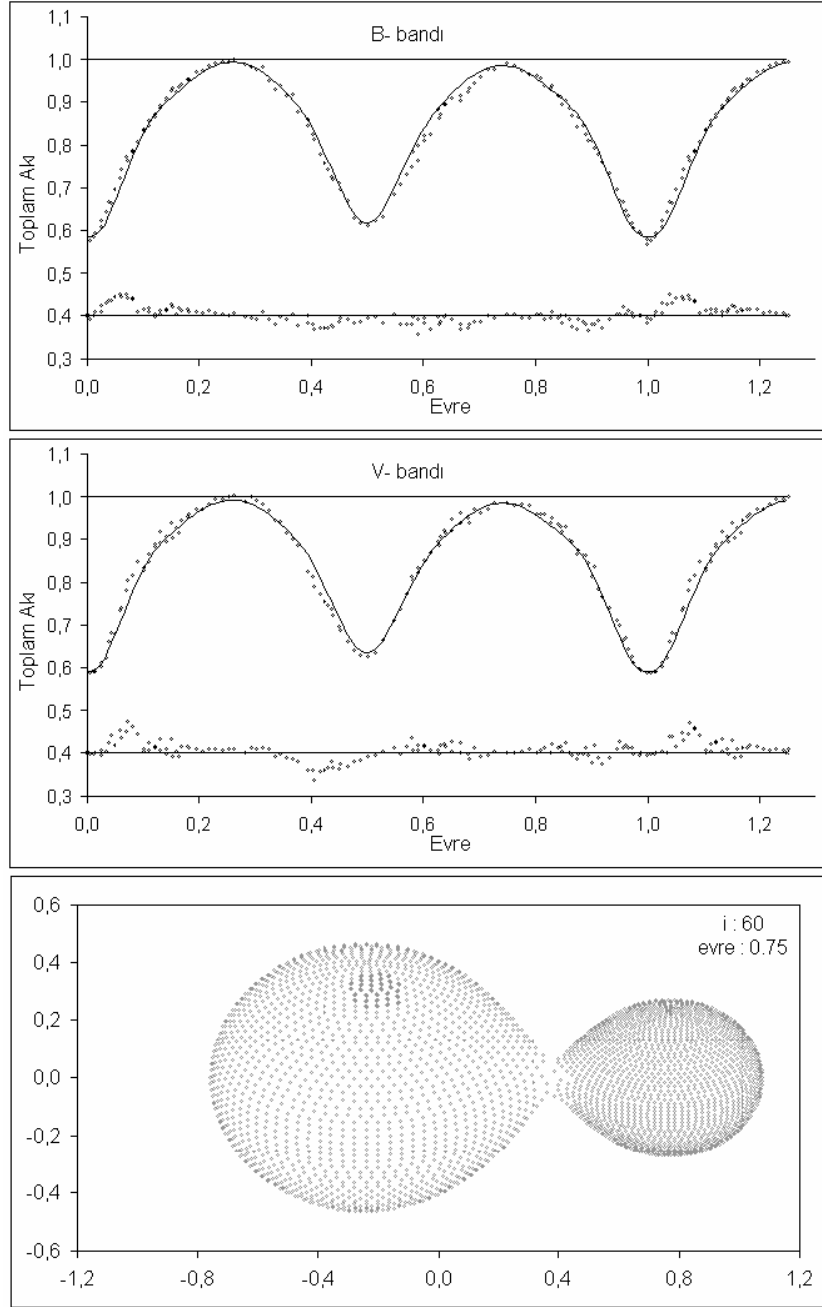 B- bandı
1,1
1,0
0,9
0,8
0,7
0,6
0,5
0,4
0,3
Toplam Akı
0,0 0,2 0,4 0,6 0,8 1,0 1,2
Evre
V- bandı
1,1
1,0
0,9
0,8
0,7
0,6
0,5
0,4
0,3
Toplam Akı
0,0 0,2 0,4 0,6 0,8 1,0 1,2
Evre
i : 60
evre : 0.75
0,6
0,4
0,2
0,0
-0,2
-0,4
-0,6
-1,2 -0,8 -0,4 0,0 0,4 0,8 1,2